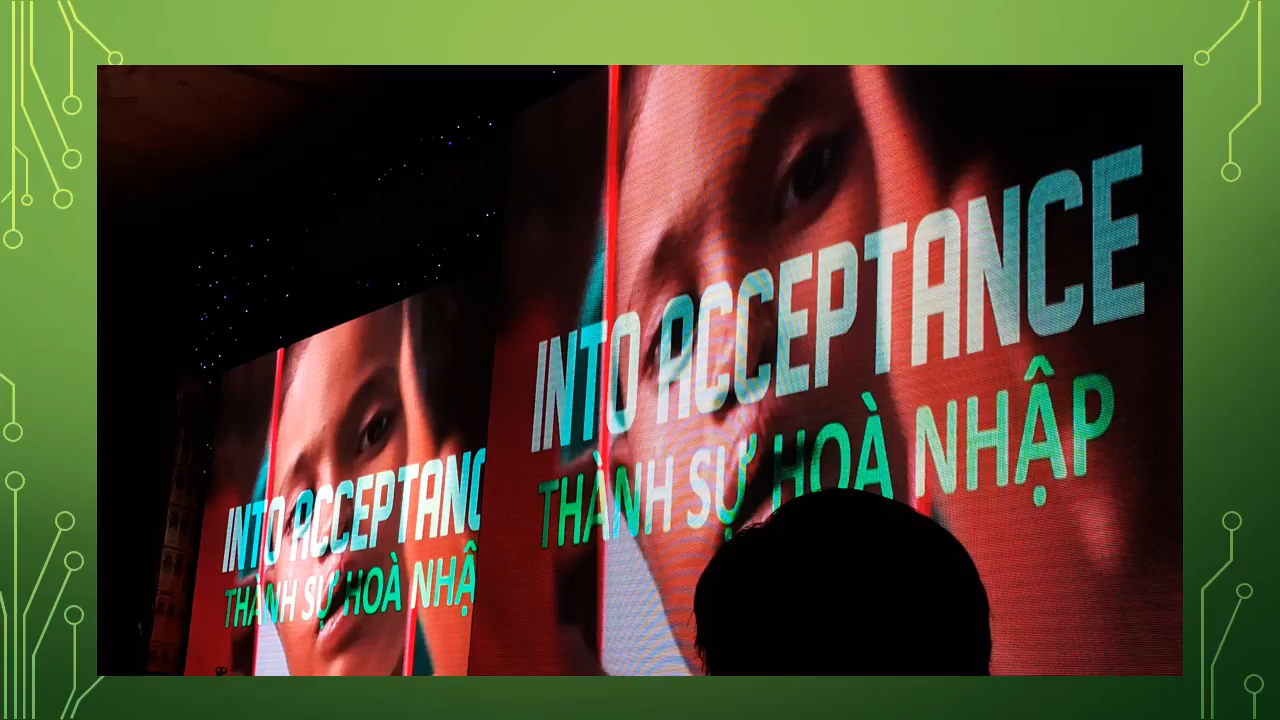 INTO ACCEPTANCE
THÀNH SỰ HOÀ NHẬP
INTO ACCEPTANC
THÀNH SỰ HOÀ NHẬ